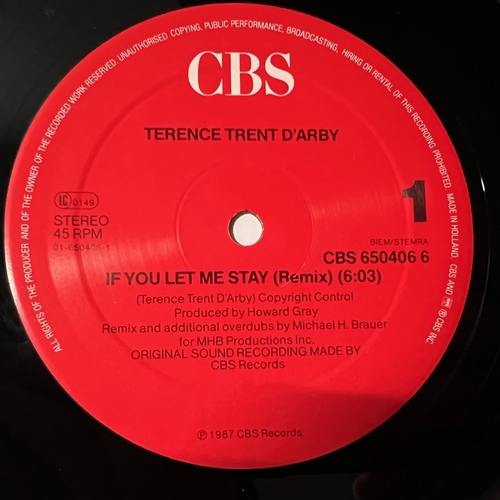 ALL RIGHTS OF THE PRODUCER AND OF THE OWNER OF THE RECORDED WORK RESERVED. UNAUTHORISED COPYING, PUBLIC PERFORMANCE, BROADCASTING, HIRING OR RENTAL OF THIS RECORDING PROHIBITED. MADE IN HOLLAND. CBS AND ® CBS INC.
CBS
TERENCE TRENT D'ARBY
LC 0149
STEREO
45 RPM
01-650406-1
1
BIEM/STEMRA
CBS 650406 6
IF YOU LET ME STAY (Remix) (6:03)
(Terence Trent D'Arby) Copyright Control
Produced by Howard Gray
Remix and additional overdubs by Michael H. Brauer
for MHB Productions Inc.
ORIGINAL SOUND RECORDING MADE BY
CBS Records
℗ 1987 CBS Records